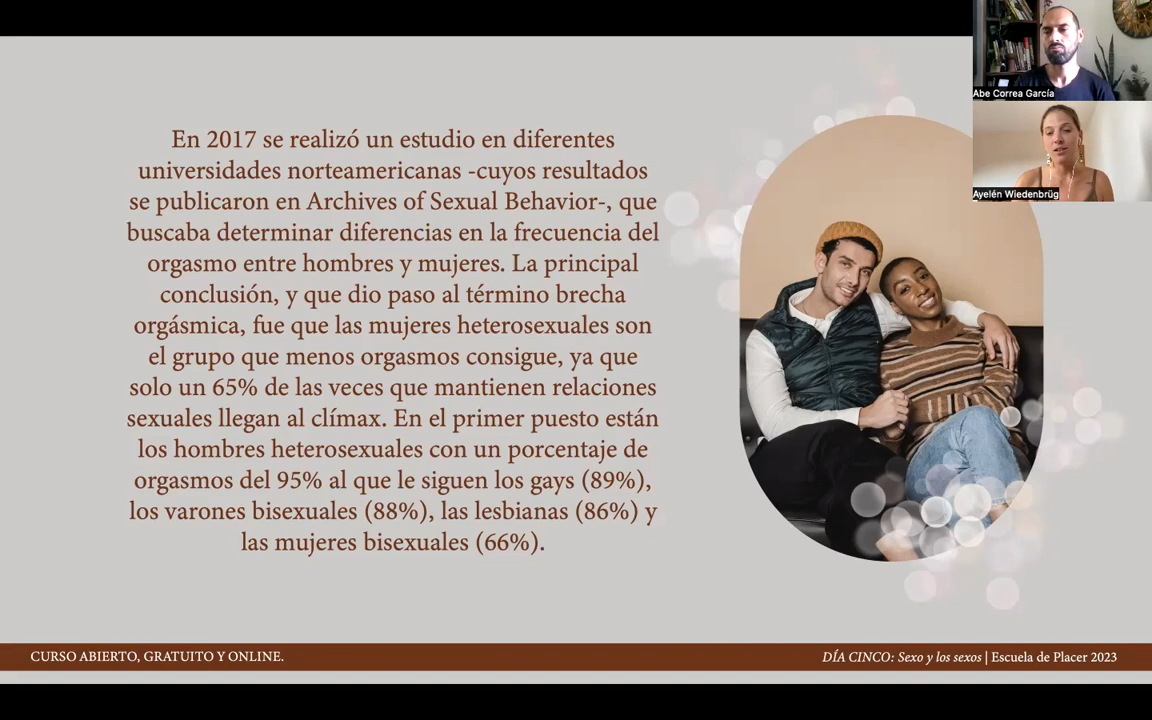 En 2017 se realizó un estudio en diferentes
universidades norteamericanas -cuyos resultados
se publicaron en Archives of Sexual Behavior-, que
buscaba determinar diferencias en la frecuencia del
orgasmo entre hombres y mujeres. La principal
conclusión, y que dio paso al término brecha
orgásmica, fue que las mujeres heterosexuales son
el grupo que menos orgasmos consigue, ya que
solo un 65% de las veces que mantienen relaciones
sexuales llegan al clímax. En el primer puesto están
los hombres heterosexuales con un porcentaje de
orgasmos del 95% al que le siguen los gays (89%),
los varones bisexuales (88%), las lesbianas (86%) y
las mujeres bisexuales (66%).
Abe Correa García
Ayelén Wiedenbrüg
CURSO ABIERTO, GRATUITO Y ONLINE.
DÍA CINCO: Sexo y los sexos | Escuela de Placer 2023